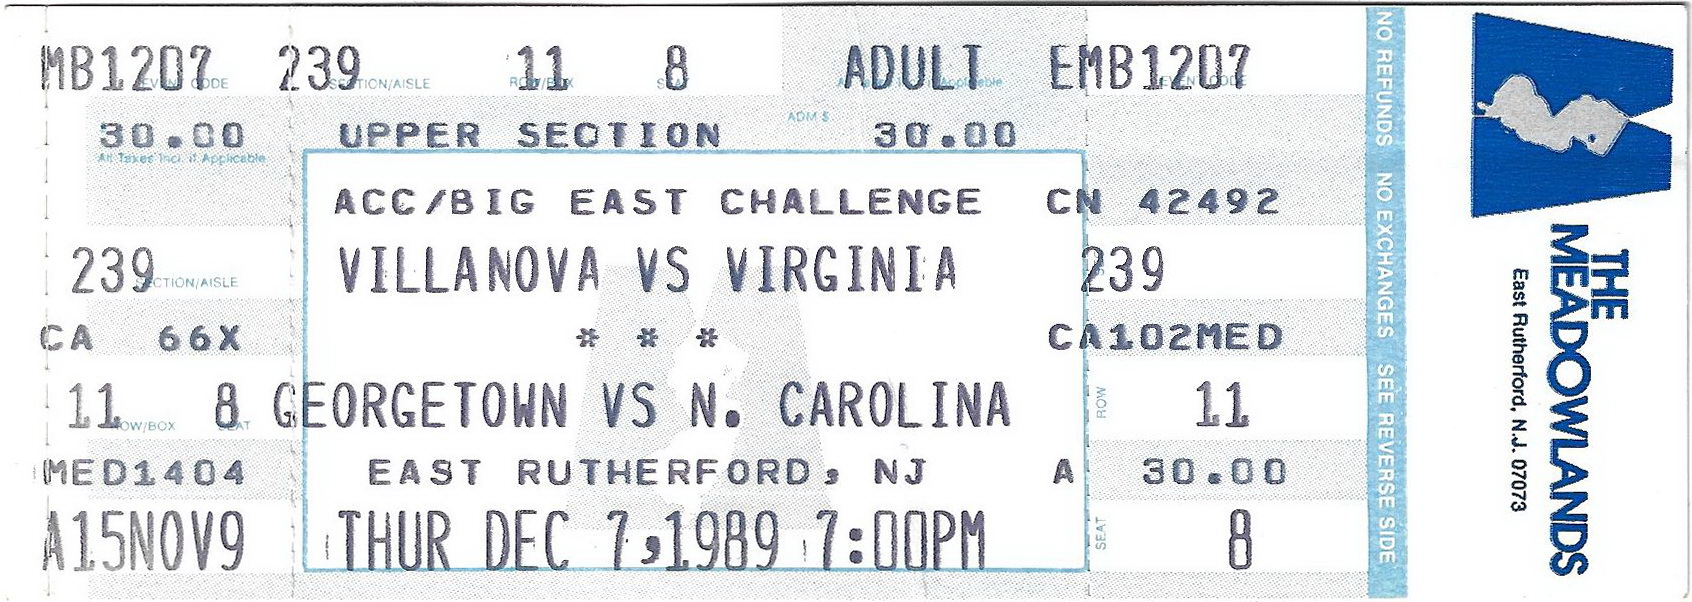 MB1207 239 11 8 ADULT EMB1207
EVENT CODE SECTION/AISLE ROW/BOX SEAT EVENT CODE
30.00 UPPER SECTION ADM $ 30.00
All Taxes Incl. if Applicable
ACC/BIG EAST CHALLENGE CN 42492
239 VILLANOVA VS VIRGINIA 239
SECTION/AISLE
CA 66X * * * CA102MED
11 8 GEORGETOWN VS N. CAROLINA ROW 11
ROW/BOX SEAT
MED1404 EAST RUTHERFORD, NJ A 30.00
A15NOV9 THUR DEC 7,1989 7:00PM SEAT 8
NO REFUNDS NO EXCHANGES SEE REVERSE SIDE
THE
MEADOWLANDS
East Rutherford, N.J. 07073